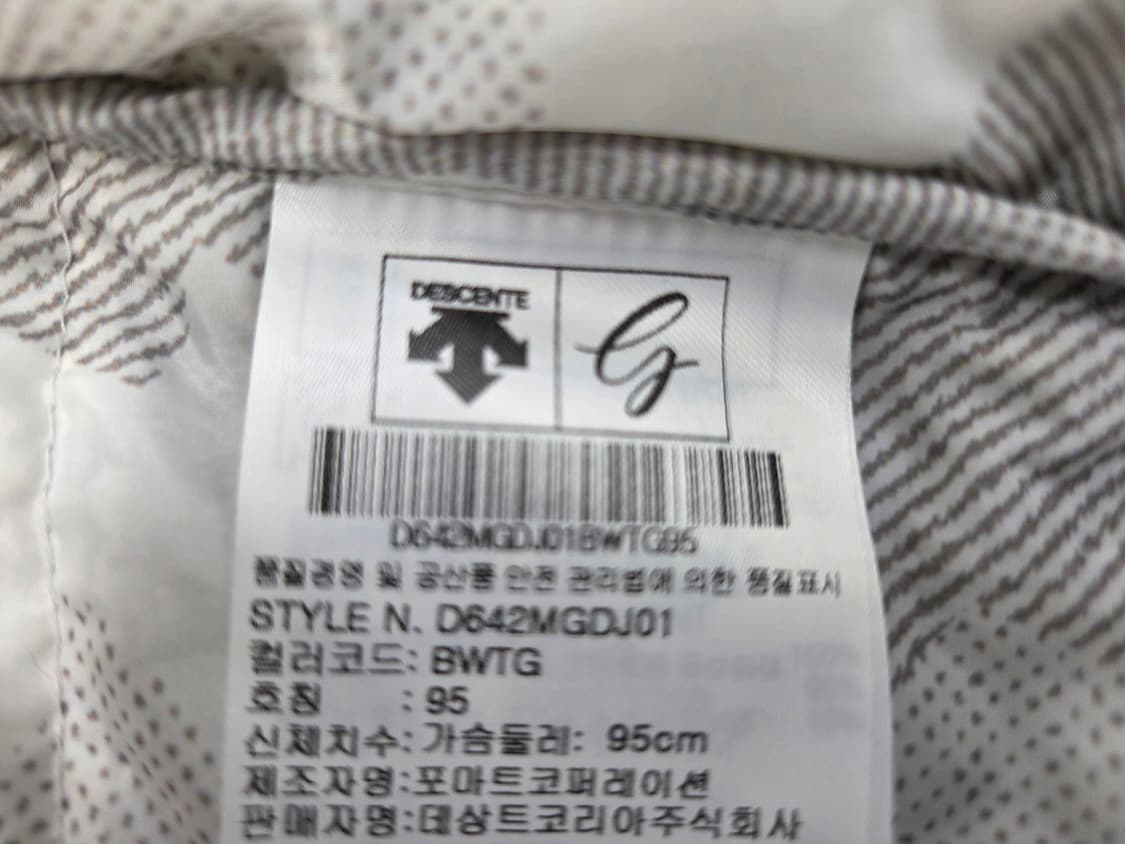 DESCENTE
D642MGDJ01BWTG95
품질경영 및 공산품 안전 관리법에 의한 품질표시
STYLE N. D642MGDJ01
컬러코드: BWTG
호칭 : 95
신체치수: 가슴둘레: 95cm
제조자명:포마트코퍼레이션
판매자명:데상트코리아주식회사